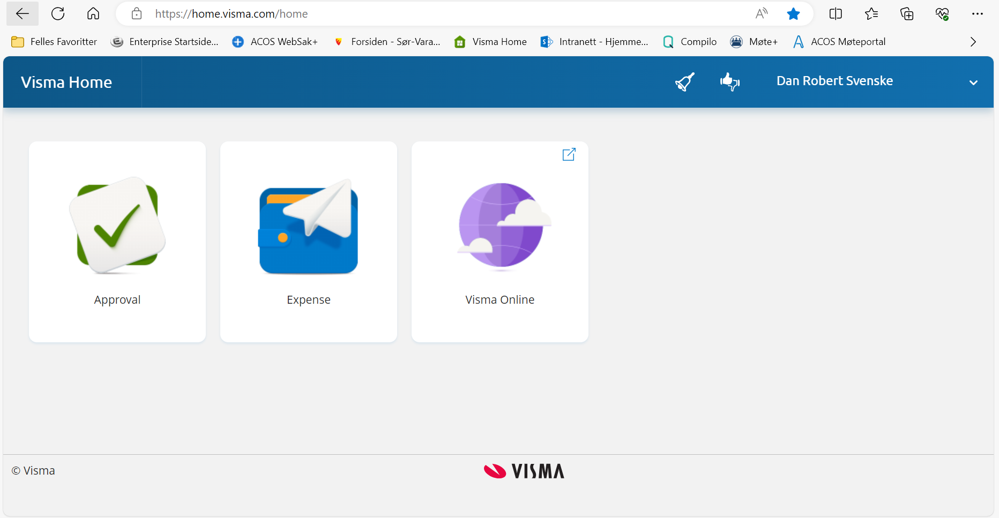 https://home.visma.com/home
Felles Favoritter Enterprise Startside... ACOS WebSak+ Forsiden - Sør-Vara... Visma Home Intranett - Hjemme... Compilo Møte+ ACOS Møteportal
Visma Home Dan Robert Svenske
Approval Expense Visma Online
© Visma VISMA